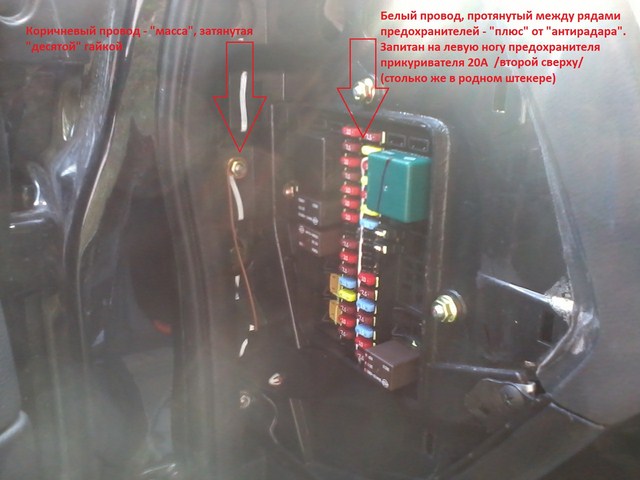 Коричневый провод - "масса", затянутая
"десятой" гайкой
Белый провод, протянутый между рядами
предохранителей - "плюс" от "антирадара".
Запитан на левую ногу предохранителя
прикуривателя 20А /второй сверху/
(столько же в родном штекере)